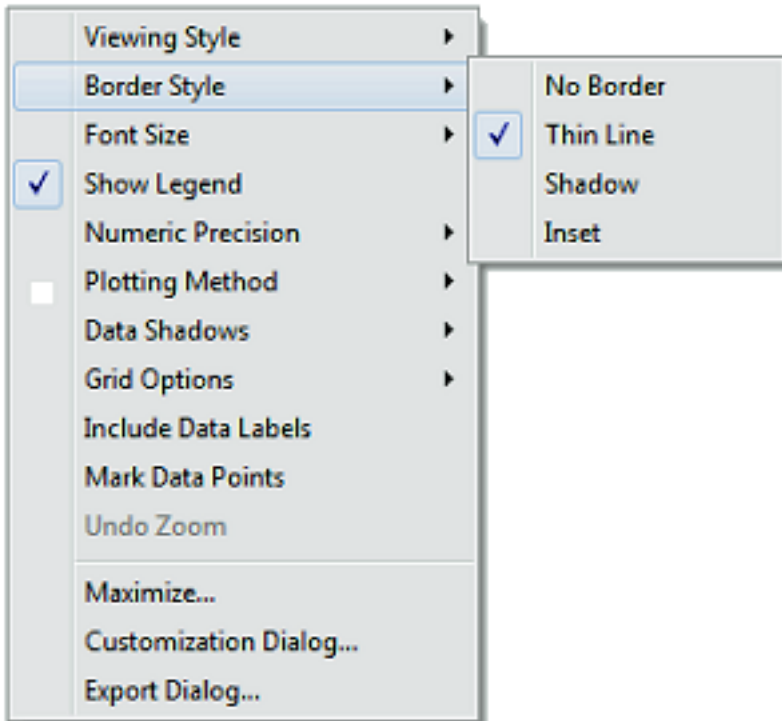 Viewing Style
Border Style
Font Size
Show Legend
Numeric Precision
Plotting Method
Data Shadows
Grid Options
Include Data Labels
Mark Data Points
Undo Zoom
Maximize...
Customization Dialog...
Export Dialog...
No Border
Thin Line
Shadow
Inset